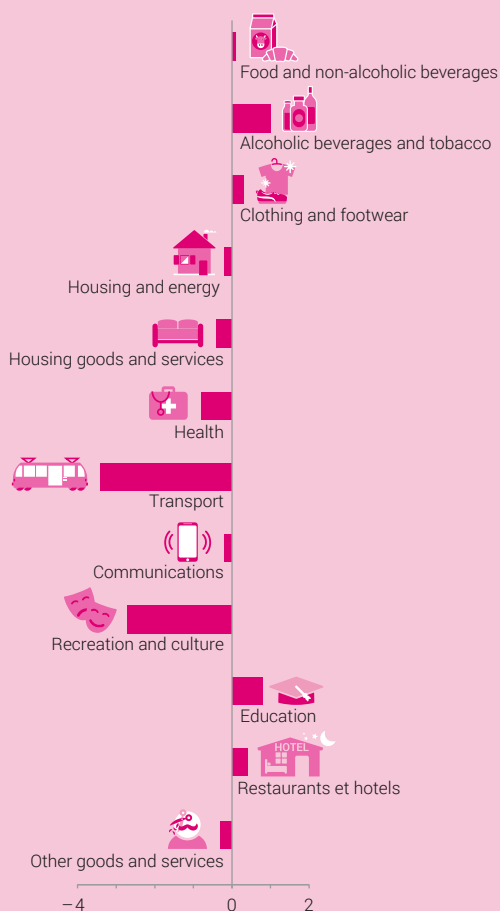 Food and non-alcoholic beverages
Alcoholic beverages and tobacco
Clothing and footwear
Housing and energy
Housing goods and services
Health
Transport
Communications
Recreation and culture
Education
HOTEL
Restaurants et hotels
Other goods and services
−4 0 2